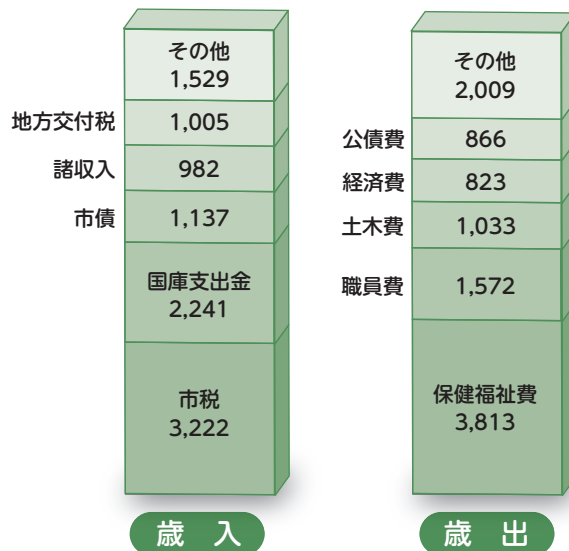 その他
1,529
地方交付税
1,005
諸収入
982
市債
1,137
国庫支出金
2,241
市税
3,222
歳 入
その他
2,009
公債費
866
経済費
823
土木費
1,033
職員費
1,572
保健福祉費
3,813
歳 出